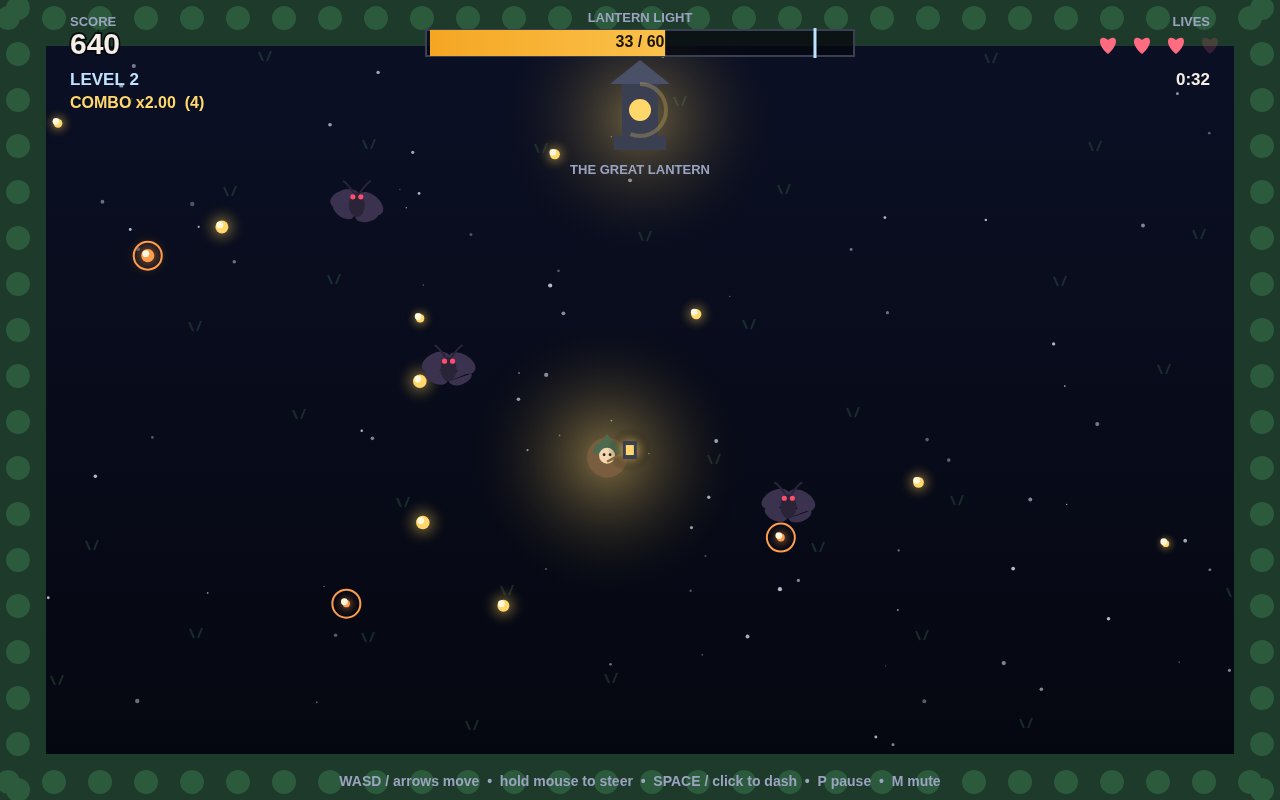 SCORE
640
LEVEL 2
COMBO x2.00 (4)
LANTERN LIGHT
33 / 60
LIVES
0:32
THE GREAT LANTERN
WASD / arrows move • hold mouse to steer • SPACE / click to dash • P pause • M mute